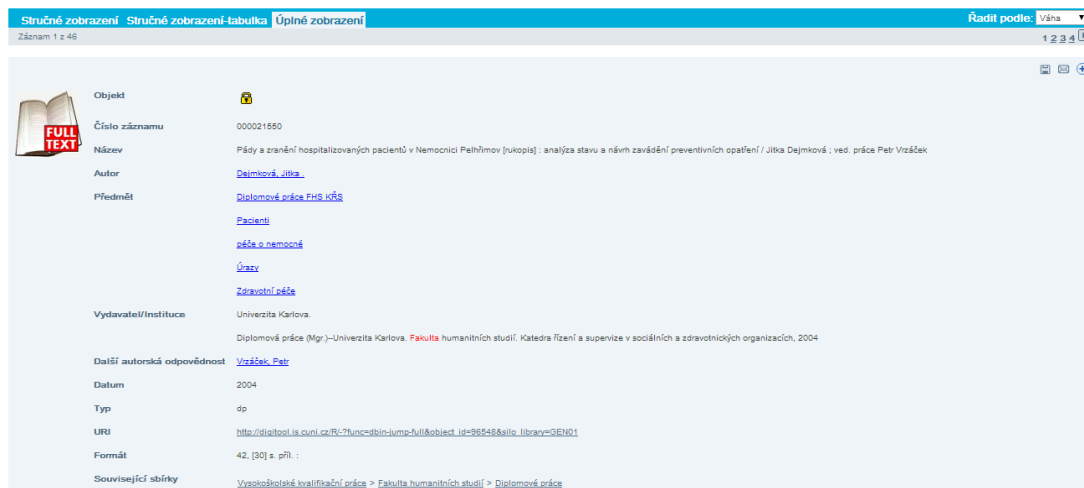 Stručné zobrazení Stručné zobrazení-tabulka Úplné zobrazení Řadit podle: Váha
Záznam 1 z 46 1 2 3 4
FULL TEXT
Objekt
Číslo záznamu 000021550
Název Pády a zranění hospitalizovaných pacientů v Nemocnici Pelhřimov [rukopis] : analýza stavu a návrh zavádění preventivních opatření / Jitka Dejmková ; ved. práce Petr Vrzáček
Autor Dejmková, Jitka .
Předmět Diplomové práce FHS KŘS
Pacienti
péče o nemocné
Úrazy
Zdravotní péče
Vydavatel/Instituce Univerzita Karlova.
Diplomová práce (Mgr.)--Univerzita Karlova. Fakulta humanitních studií. Katedra řízení a supervize v sociálních a zdravotnických organizacích, 2004
Další autorská odpovědnost Vrzáček, Petr
Datum 2004
Typ dp
URI http://digitool.is.cuni.cz/R/-?func=dbin-jump-full&object_id=96548&silo_library=GEN01
Formát 42, [30] s. příl. :
Související sbírky Vysokoškolské kvalifikační práce > Fakulta humanitních studií > Diplomové práce